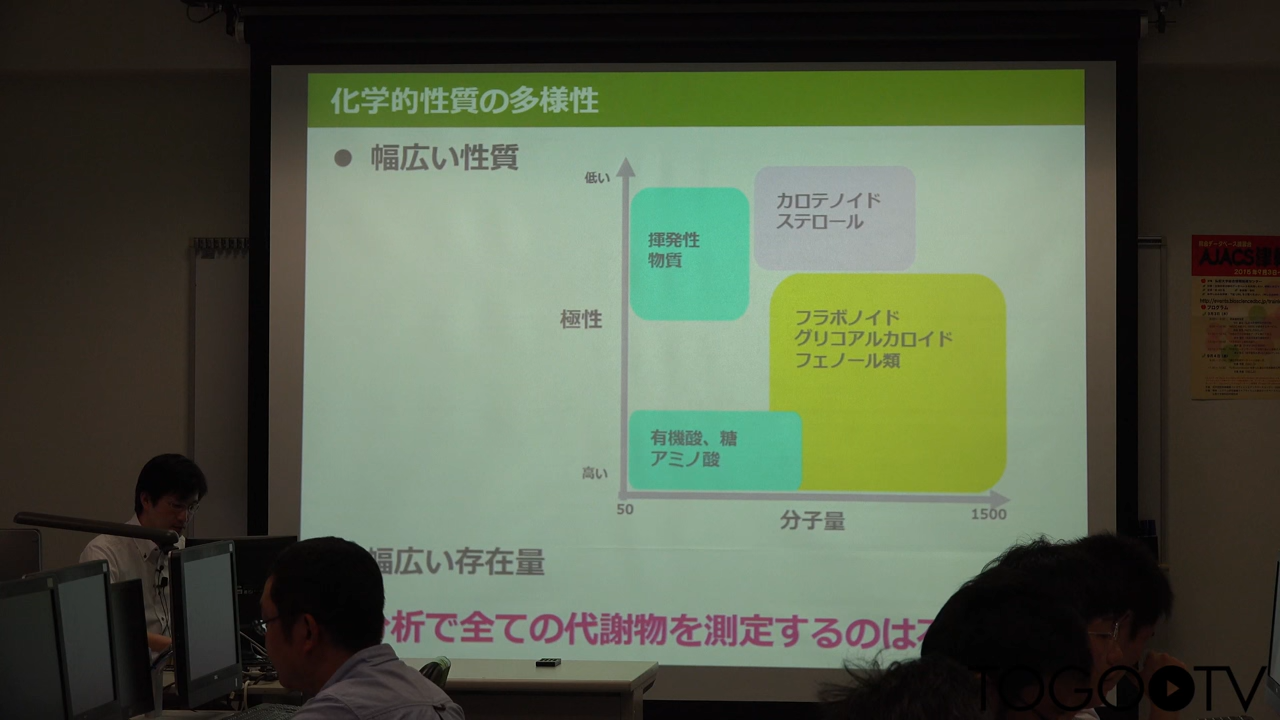 化学的性質の多様性
● 幅広い性質
低い
極性
高い
揮発性
物質
カロテノイド
ステロール
フラボノイド
グリコアルカロイド
フェノール類
有機酸、糖
アミノ酸
50
分子量
1500
幅広い存在量
析で全ての代謝物を測定するのは
AJACS
TOGOTV